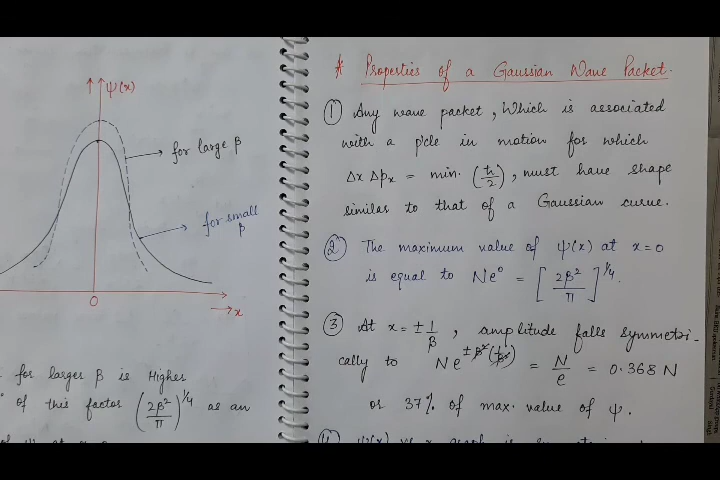 ψ(x)
for large β
for small
β
0
x
for larger β is Higher
of this factor (2β²/π)^1/4 as an
* Properties of a Gaussian Wave Packet.
① Any wave packet, Which is associated
with a p'cle in motion for which
Δx Δpₓ = min. (ħ/2), must have shape
similar to that of a Gaussian curve.
② The maximum value of ψ(x) at x=0
is equal to Ne⁰ = [2β²/π]^1/4.
③ At x = ± 1/β, amplitude falls symmetri-
cally to Ne^±β²(1/β²) = N/e = 0.368 N
or 37% of max. value of ψ.